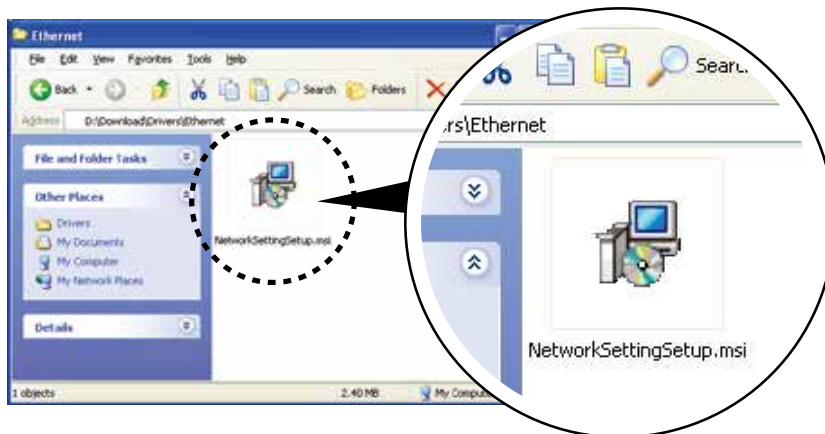 Ethernet
File Edit View Favorites Tools Help
Back Search Folders
Address D:\Download\Drivers\Ethernet
File and Folder Tasks
Other Places
Drivers
My Documents
My Computer
My Network Places
Details
NetworkSettingSetup.msi
1 objects 2.40 MB My Compu
Searc
rs\Ethernet
NetworkSettingSetup.msi